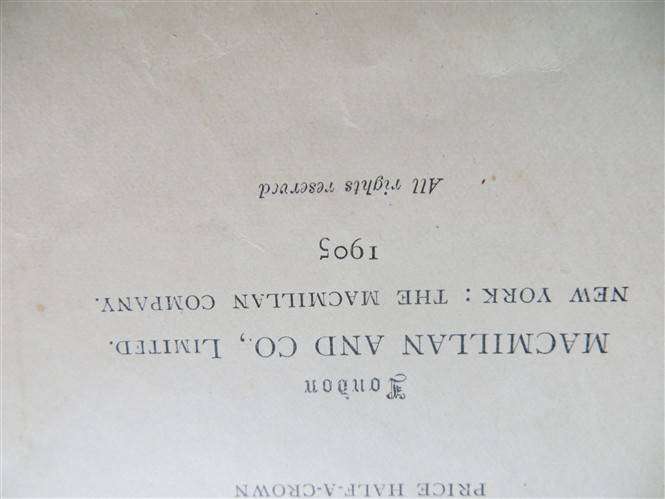 PRICE HALF-A-CROWN
London
MACMILLAN AND CO., LIMITED.
NEW YORK : THE MACMILLAN COMPANY.
1905
All rights reserved